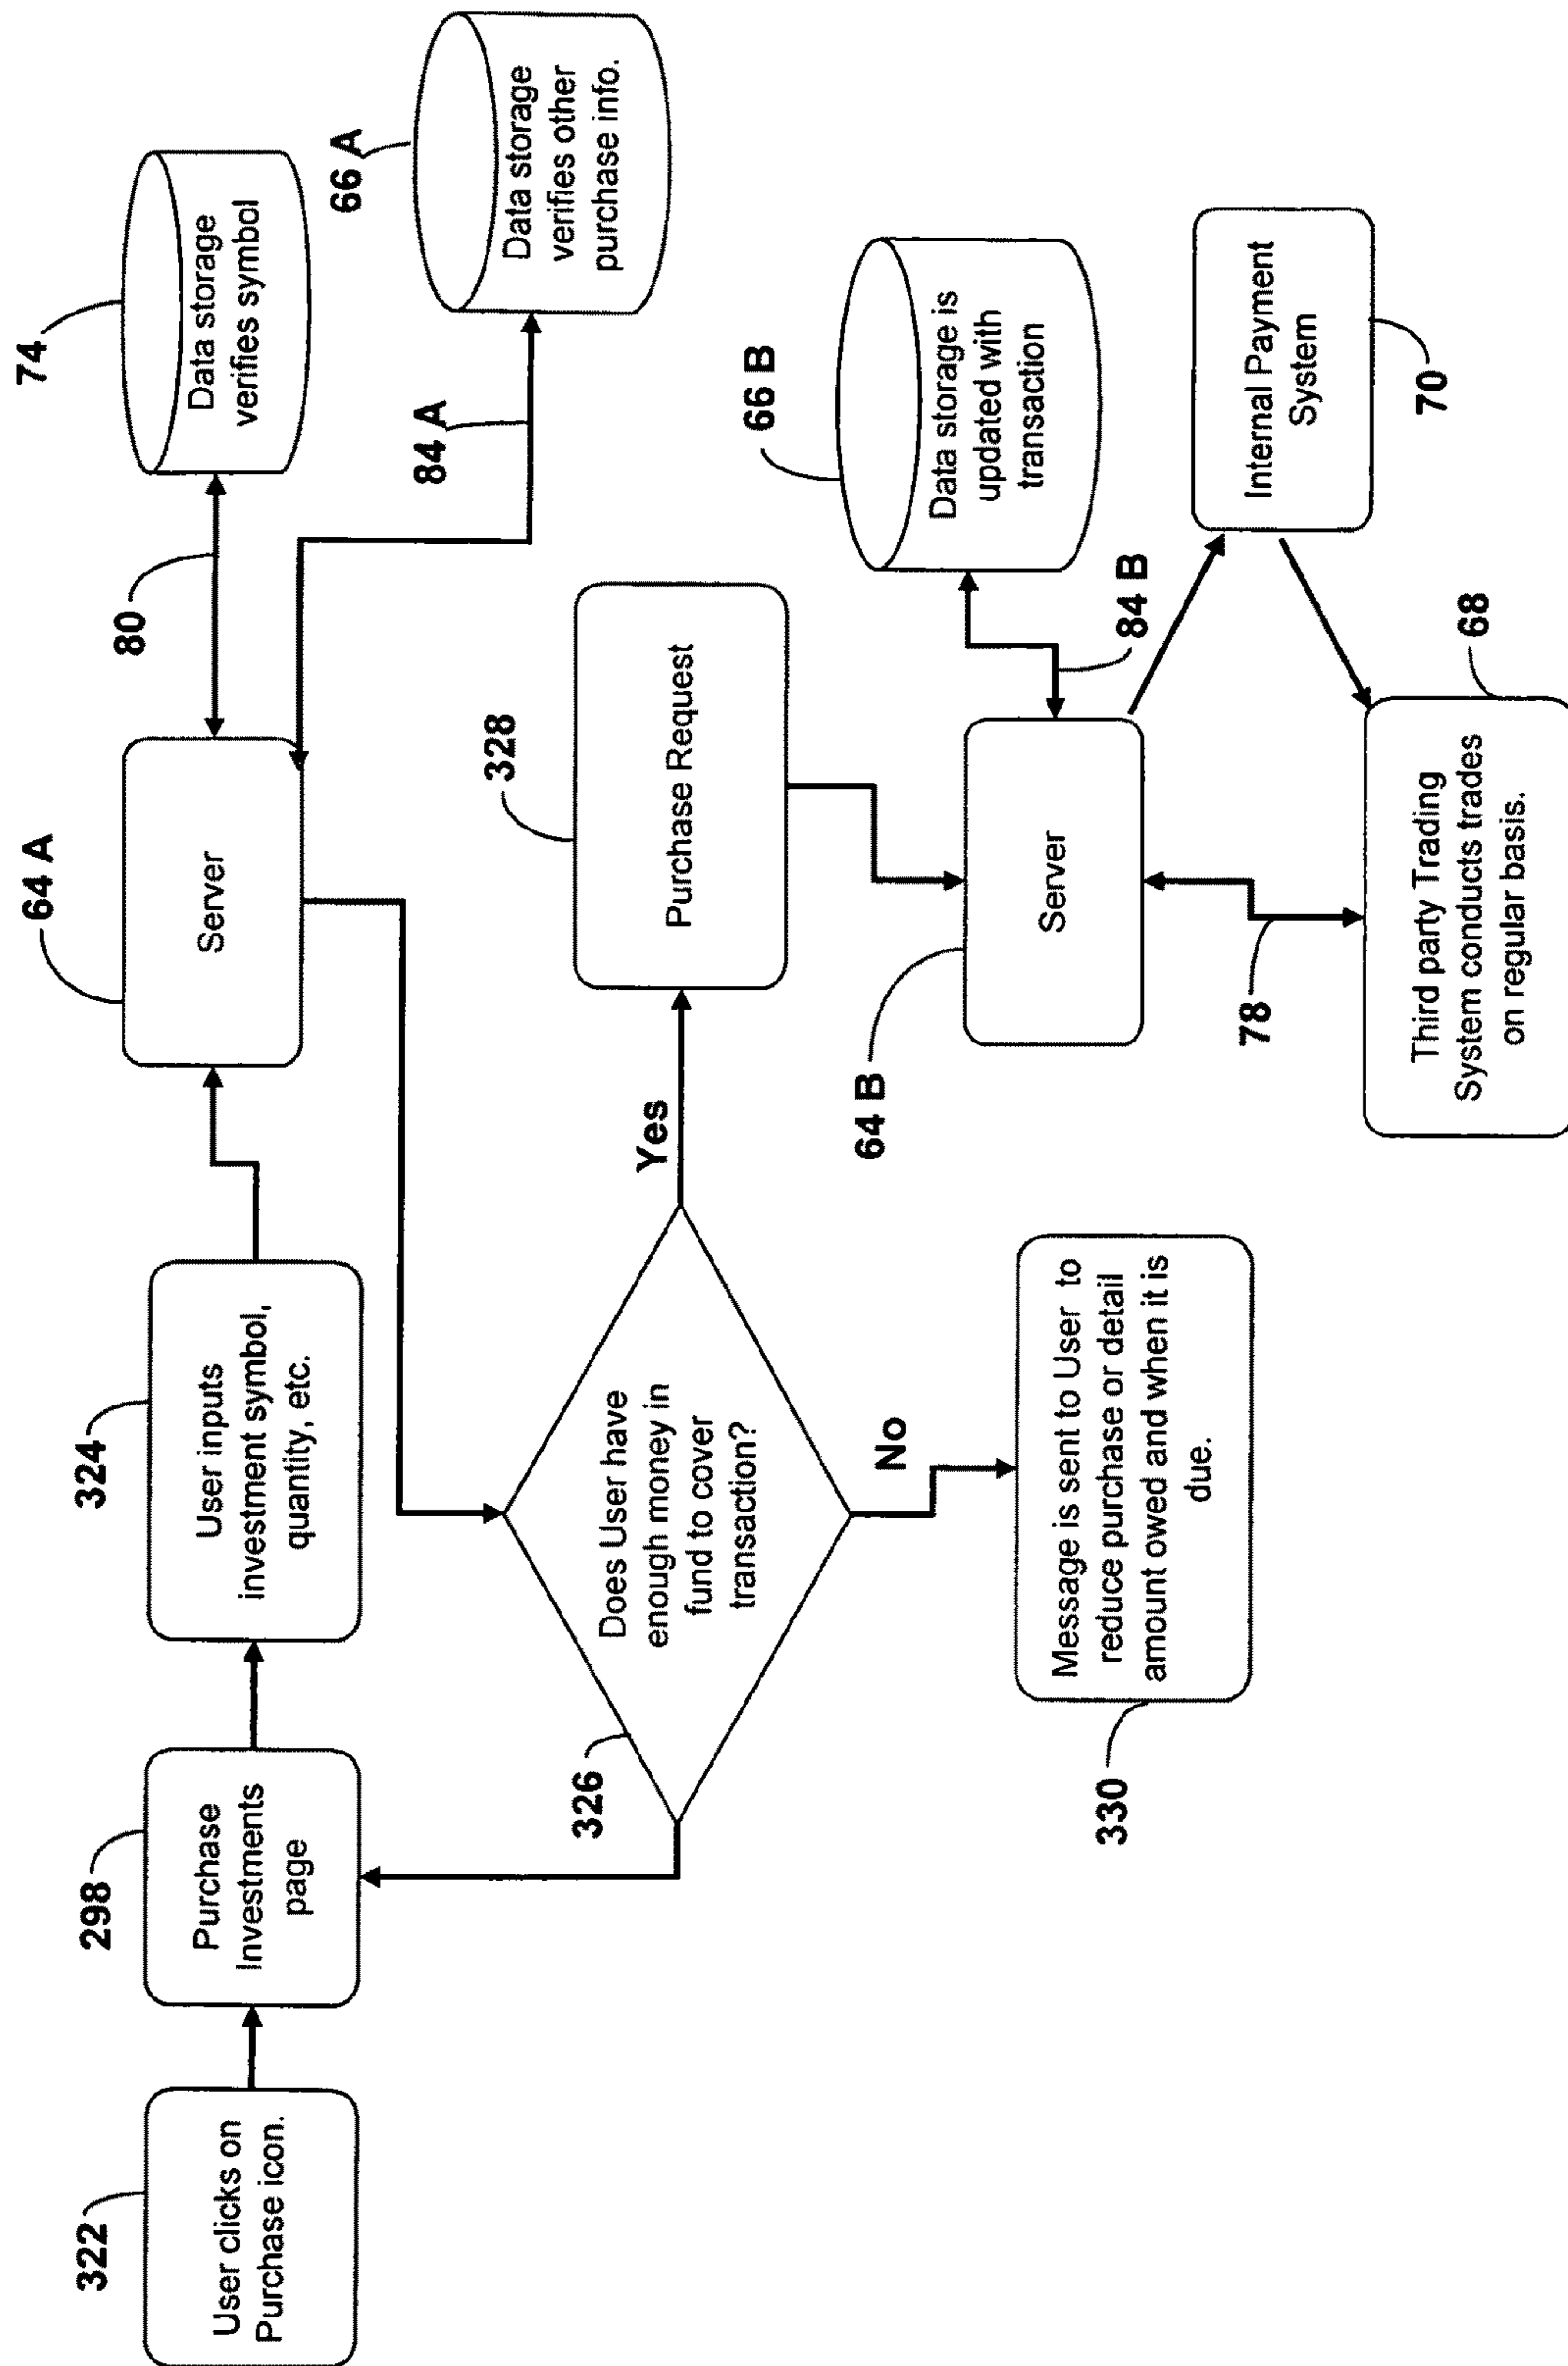 322
User clicks on
Purchase icon.
298
Purchase
Investments
page
324
User inputs
investment symbol,
quantity, etc.
64 A
Server
80
74
Data storage
verifies symbol
84 A
66 A
Data storage
verifies other
purchase info.
326
Does User have
enough money in
fund to cover
transaction?
Yes
No
328
Purchase Request
330
Message is sent to User to
reduce purchase or detail
amount owed and when it is
due.
64 B
Server
84 B
66 B
Data storage is
updated with
transaction
78
Internal Payment
System
70
68
Third party Trading
System conducts trades
on regular basis.